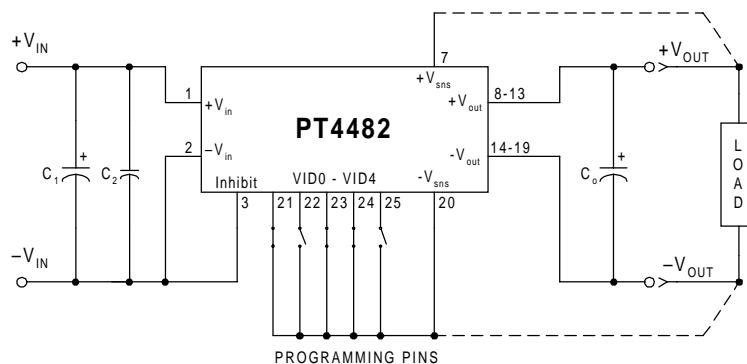 +V_IN
7
+V_OUT
+V_sns
1
+V_in
8-13
+V_out
PT4482
2
–V_in
14-19
-V_out
C_1
+
C_2
C_o
+
LOAD
Inhibit
VID0 - VID4
-V_sns
3
21
22
23
24
25
20
–V_IN
–V_OUT
PROGRAMMING PINS